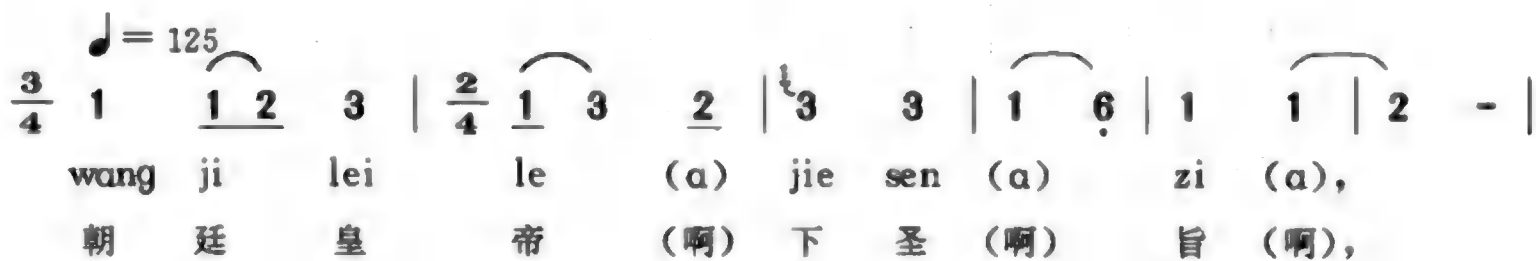 ♩= 125
3/4 1 1 2 3 | 2/4 1 3 2 | 3 3 | 1 6̣ | 1 1 | 2 - |
wang ji lei le (a) jie sen (a) zi (a),
朝 廷 皇 帝 (啊) 下 圣 (啊) 旨 (啊),